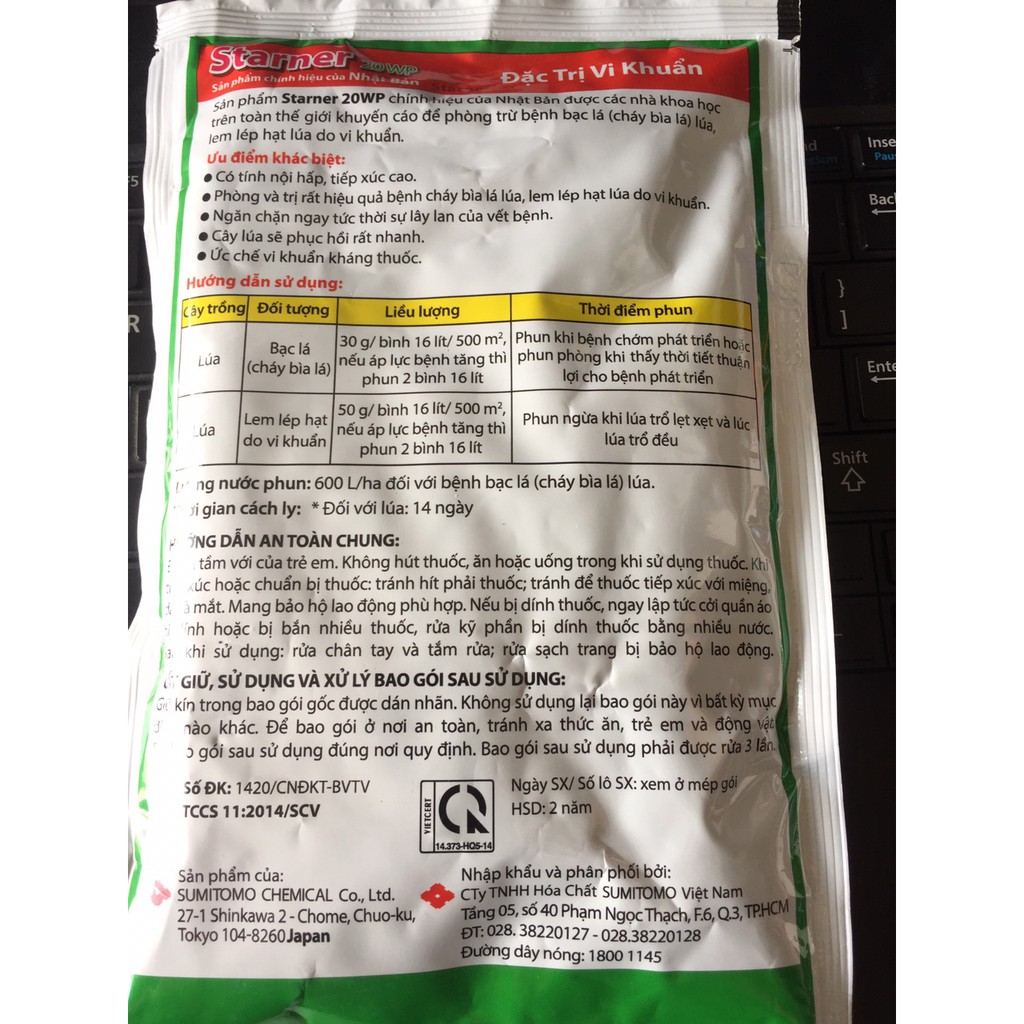 Starner 20WP
Sản phẩm chính hiệu của Nhật Bản
Đặc Trị Vi Khuẩn
Sản phẩm Starner 20WP chính hiệu của Nhật Bản được các nhà khoa học
trên toàn thế giới khuyến cáo để phòng trừ bệnh bạc lá (cháy bìa lá) lúa,
lem lép hạt lúa do vi khuẩn.
Ưu điểm khác biệt:
● Có tính nội hấp, tiếp xúc cao.
● Phòng và trị rất hiệu quả bệnh cháy bìa lá lúa, lem lép hạt lúa do vi khuẩn.
● Ngăn chặn ngay tức thời sự lây lan của vết bệnh.
● Cây lúa sẽ phục hồi rất nhanh.
● Ức chế vi khuẩn kháng thuốc.
Hướng dẫn sử dụng:
Cây trồng Đối tượng Liều lượng Thời điểm phun
Lúa
Bạc lá
(cháy bìa lá)
30 g/ bình 16 lít/ 500 m²,
nếu áp lực bệnh tăng thì
phun 2 bình 16 lít
Phun khi bệnh chớm phát triển hoặc
phun phòng khi thấy thời tiết thuận
lợi cho bệnh phát triển
Lúa
Lem lép hạt
do vi khuẩn
50 g/ bình 16 lít/ 500 m²,
nếu áp lực bệnh tăng thì
phun 2 bình 16 lít
Phun ngừa khi lúa trổ lẹt xẹt và lúc
lúa trổ đều
nước phun: 600 L/ha đối với bệnh bạc lá (cháy bìa lá) lúa.
gian cách ly: * Đối với lúa: 14 ngày
HƯỚNG DẪN AN TOÀN CHUNG:
tầm với của trẻ em. Không hút thuốc, ăn hoặc uống trong khi sử dụng thuốc. Khi
xúc hoặc chuẩn bị thuốc: tránh hít phải thuốc; tránh để thuốc tiếp xúc với miệng,
mắt. Mang bảo hộ lao động phù hợp. Nếu bị dính thuốc, ngay lập tức cởi quần áo
dính hoặc bị bắn nhiều thuốc, rửa kỹ phần bị dính thuốc bằng nhiều nước.
khi sử dụng: rửa chân tay và tắm rửa; rửa sạch trang bị bảo hộ lao động.
GIỮ, SỬ DỤNG VÀ XỬ LÝ BAO GÓI SAU SỬ DỤNG:
Giữ kín trong bao gói gốc được dán nhãn. Không sử dụng lại bao gói này vì bất kỳ mục
nào khác. Để bao gói ở nơi an toàn, tránh xa thức ăn, trẻ em và động vật
gói sau sử dụng đúng nơi quy định. Bao gói sau sử dụng phải được rửa 3 lần.
Số ĐK: 1420/CNĐKT-BVTV
TCCS 11:2014/SCV
VIETCERT
14.373-HQ5-14
Ngày SX/ Số lô SX: xem ở mép gói
HSD: 2 năm
Sản phẩm của:
SUMITOMO CHEMICAL Co., Ltd.
27-1 Shinkawa 2 - Chome, Chuo-ku,
Tokyo 104-8260 Japan
Nhập khẩu và phân phối bởi:
CTy TNHH Hóa Chất SUMITOMO Việt Nam
Tầng 05, số 40 Phạm Ngọc Thạch, F.6, Q.3, TP.HCM
ĐT: 028. 38220127 - 028.38220128
Đường dây nóng: 1800 1145
F5
R
}
]
Shift